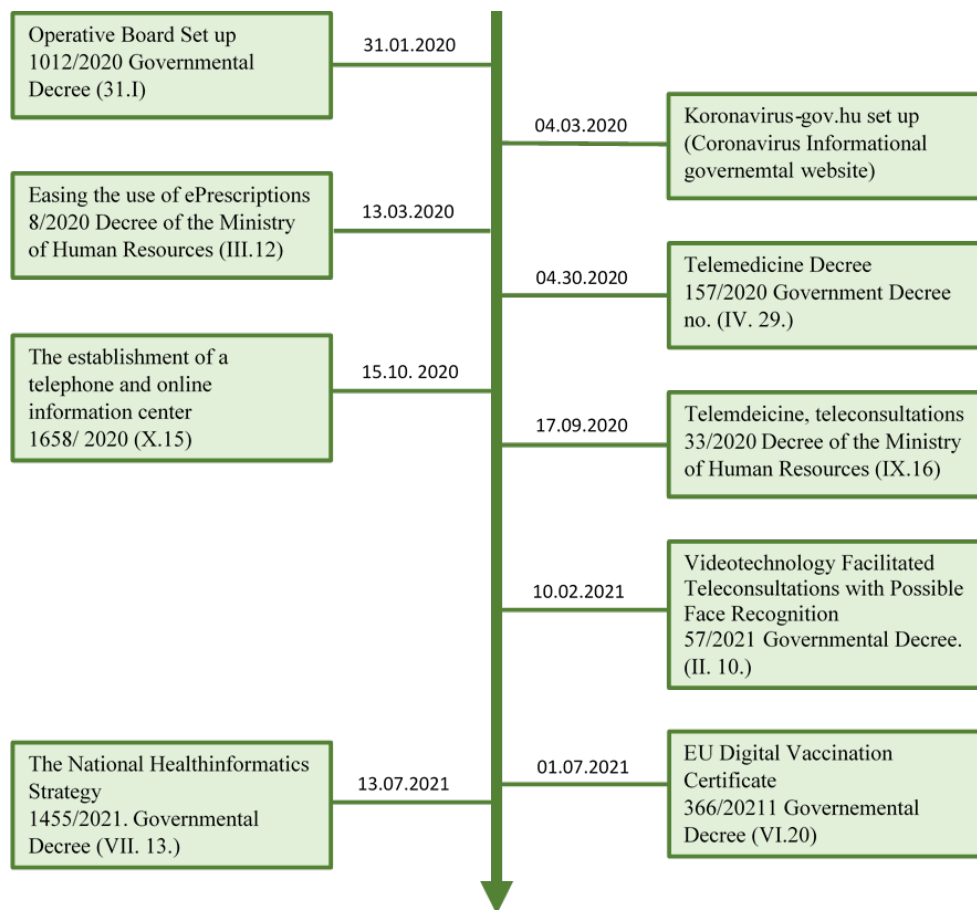 Operative Board Set up
1012/2020 Governmental
Decree (31.I)
31.01.2020
04.03.2020
Koronavirus-gov.hu set up
(Coronavirus Informational
governemtal website)
Easing the use of ePrescriptions
8/2020 Decree of the Ministry
of Human Resources (III.12)
13.03.2020
04.30.2020
Telemedicine Decree
157/2020 Government Decree
no. (IV. 29.)
The establishment of a
telephone and online
information center
1658/ 2020 (X.15)
15.10. 2020
17.09.2020
Telemdeicine, teleconsultations
33/2020 Decree of the Ministry
of Human Resources (IX.16)
10.02.2021
Videotechnology Facilitated
Teleconsultations with Possible
Face Recognition
57/2021 Governmental Decree.
(II. 10.)
The National Healthinformatics
Strategy
1455/2021. Governmental
Decree (VII. 13.)
13.07.2021
01.07.2021
EU Digital Vaccination
Certificate
366/20211 Governemental
Decree (VI.20)